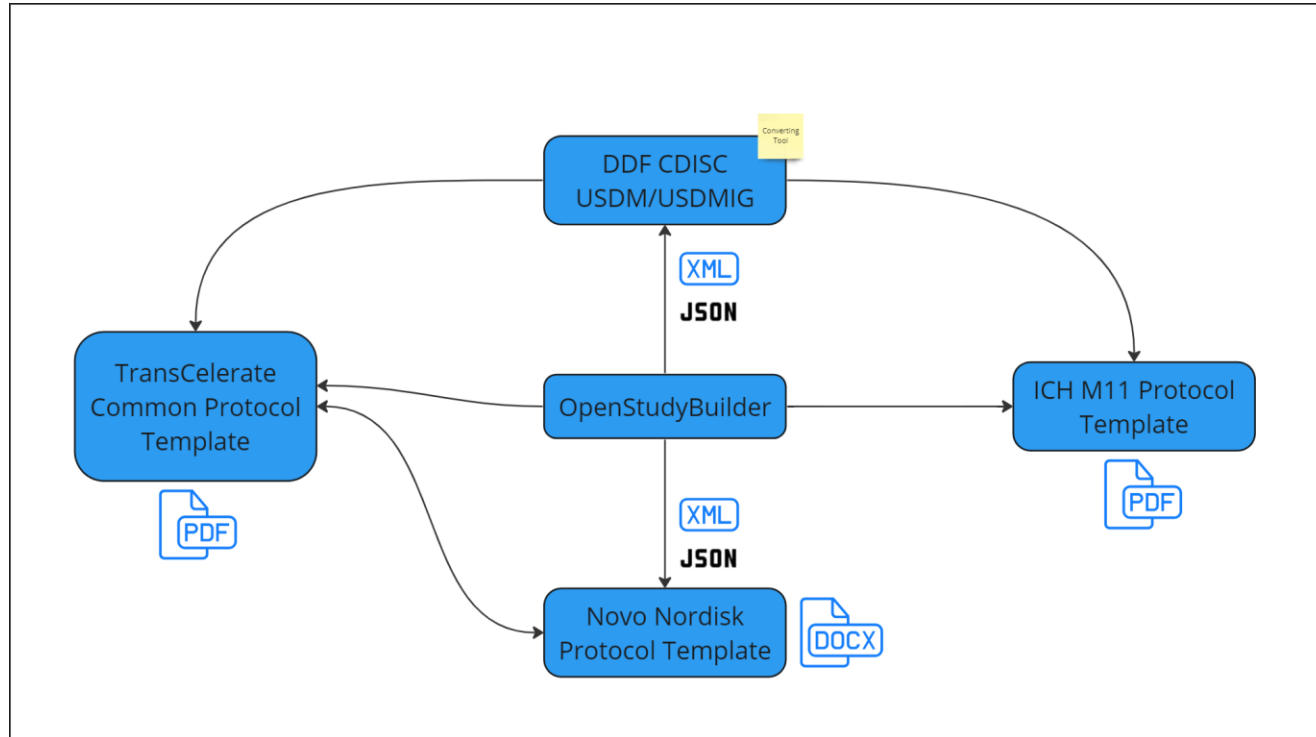 Converting
Tool
DDF CDISC
USDM/USDMIG
XML
JSON
TransCelerate
Common Protocol
Template
OpenStudyBuilder
ICH M11 Protocol
Template
PDF
PDF
XML
JSON
Novo Nordisk
Protocol Template
DOCX